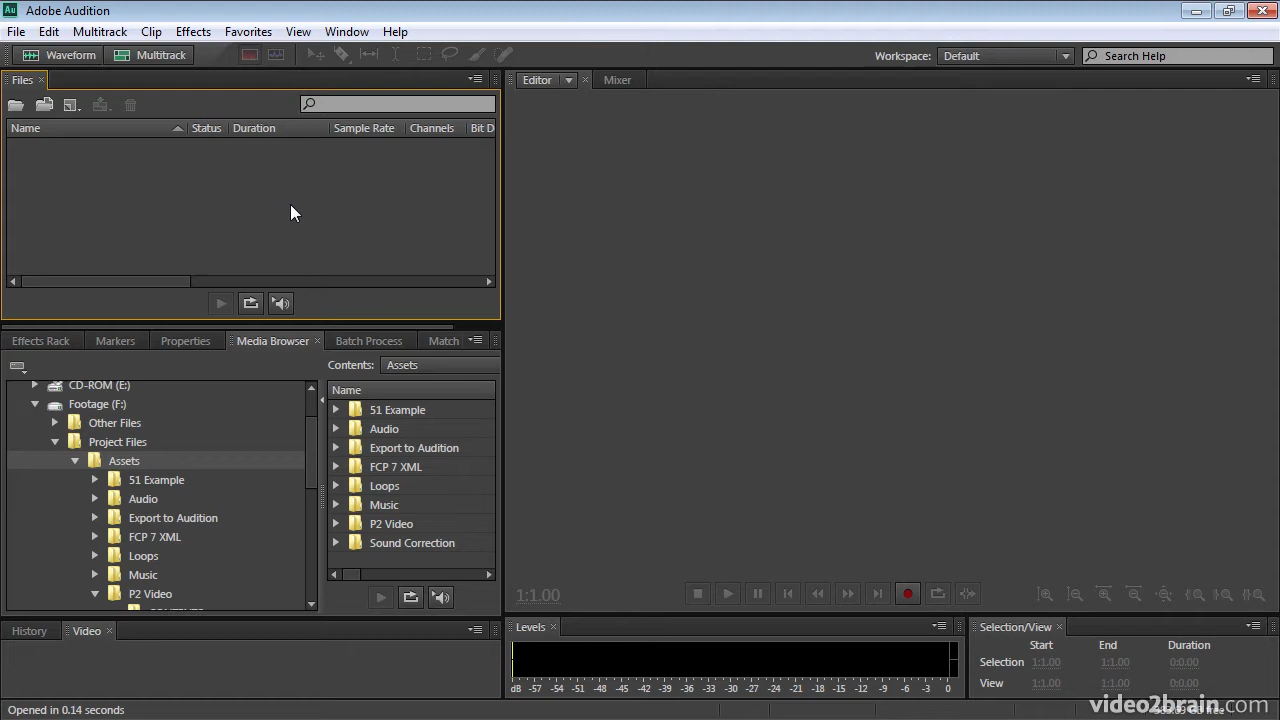 Au Adobe Audition
File Edit Multitrack Clip Effects Favorites View Window Help
Waveform Multitrack Workspace: Default Search Help
Files
Name Status Duration Sample Rate Channels Bit D
Editor Mixer
Effects Rack Markers Properties Media Browser Batch Process Match
Contents: Assets
CD-ROM (E:)
Footage (F:)
Other Files
Project Files
Assets
51 Example
Audio
Export to Audition
FCP 7 XML
Loops
Music
P2 Video
Name
51 Example
Audio
Export to Audition
FCP 7 XML
Loops
Music
P2 Video
Sound Correction
1:1.00
History Video
Levels
dB -57 -54 -51 -48 -45 -42 -39 -36 -33 -30 -27 -24 -21 -18 -15 -12 -9 -6 -3 0
Selection/View
Start End Duration
Selection 1:1.00 1:1.00 0:0.00
View 1:1.00 1:1.00 0:0.00
Opened in 0.14 seconds
video2brain.com